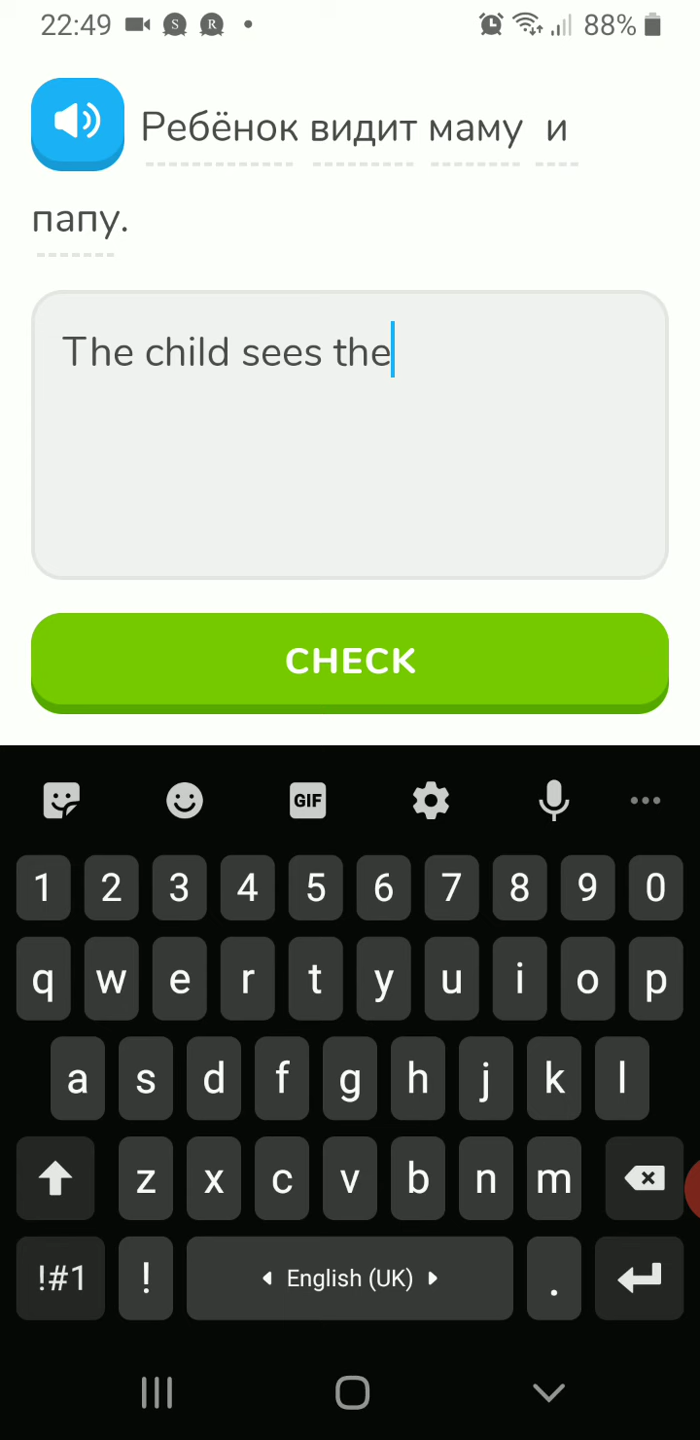 22:49 S R 88%
Ребёнок видит маму и
папу.
The child sees the
CHECK
GIF
1 2 3 4 5 6 7 8 9 0
q w e r t y u i o p
a s d f g h j k l
z x c v b n m
!#1 ! English (UK) .